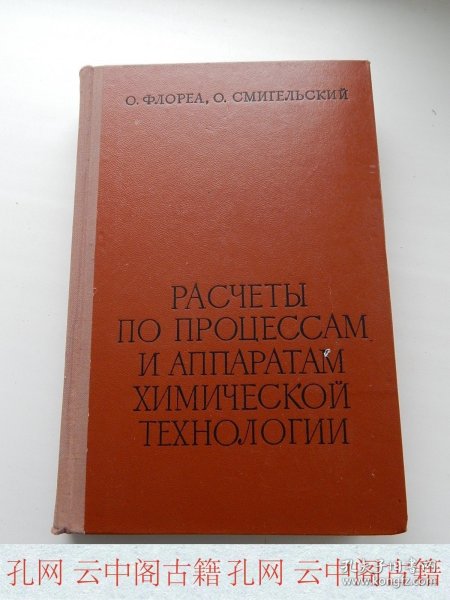 О. ФЛОРЕА, О. СМИГЕЛЬСКИЙ
РАСЧЕТЫ
ПО ПРОЦЕССАМ
И АППАРАТАМ
ХИМИЧЕСКОЙ
ТЕХНОЛОГИИ
孔网 云中阁古籍 孔网 云中阁古籍